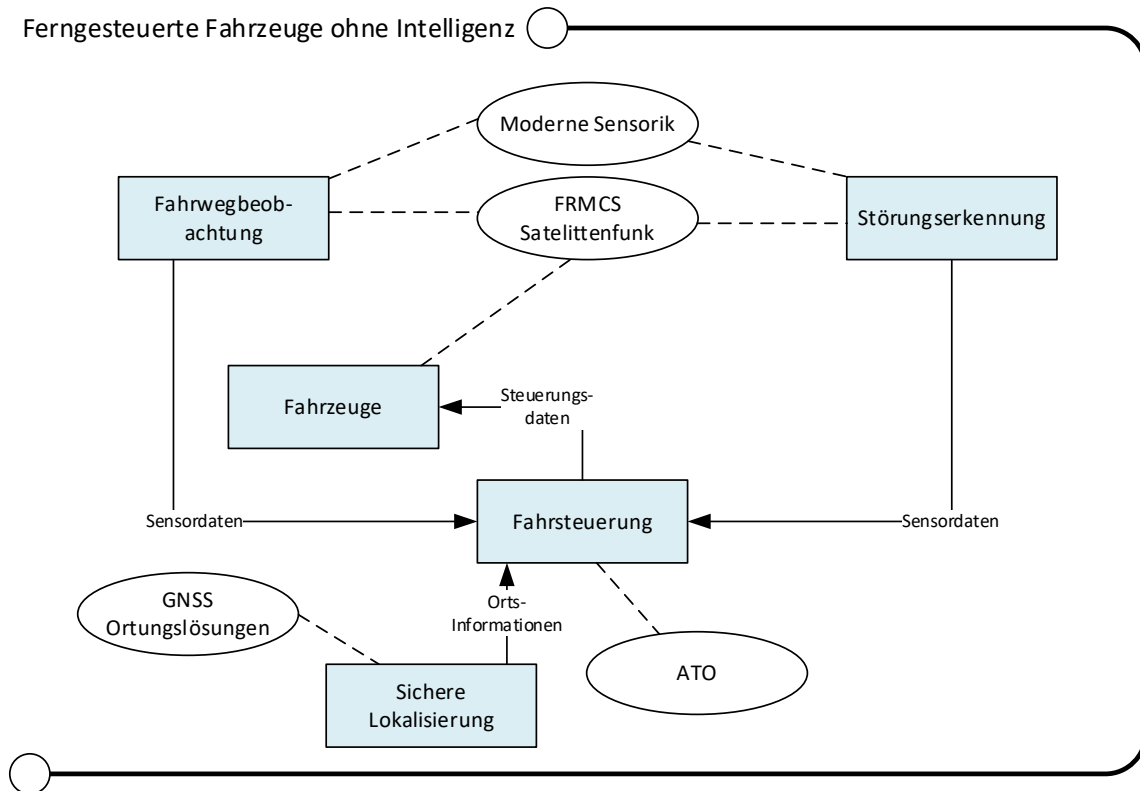 Ferngesteuerte Fahrzeuge ohne Intelligenz
Moderne Sensorik
Fahrwegbeob-
achtung
FRMCS
Satelittenfunk
Störungserkennung
Fahrzeuge
Steuerungs-
daten
Sensordaten
Fahrsteuerung
Sensordaten
GNSS
Ortungslösungen
Orts-
Informationen
ATO
Sichere
Lokalisierung